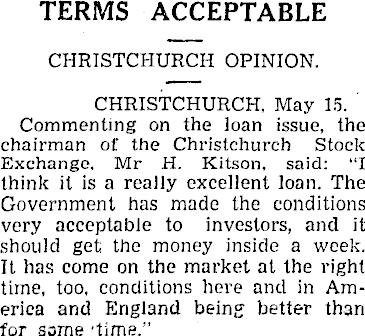 TERMS ACCEPTABLE
CHRISTCHURCH OPINION.
CHRISTCHURCH, May 15.
Commenting on the loan issue, the
chairman of the Christchurch Stock
Exchange, Mr H. Kitson, said: "I
think it is a really excellent loan. The
Government has made the conditions
very acceptable to investors, and it
should get the money inside a week.
It has come on the market at the right
time, too, conditions here and in Am-
erica and England being better than
for some time."